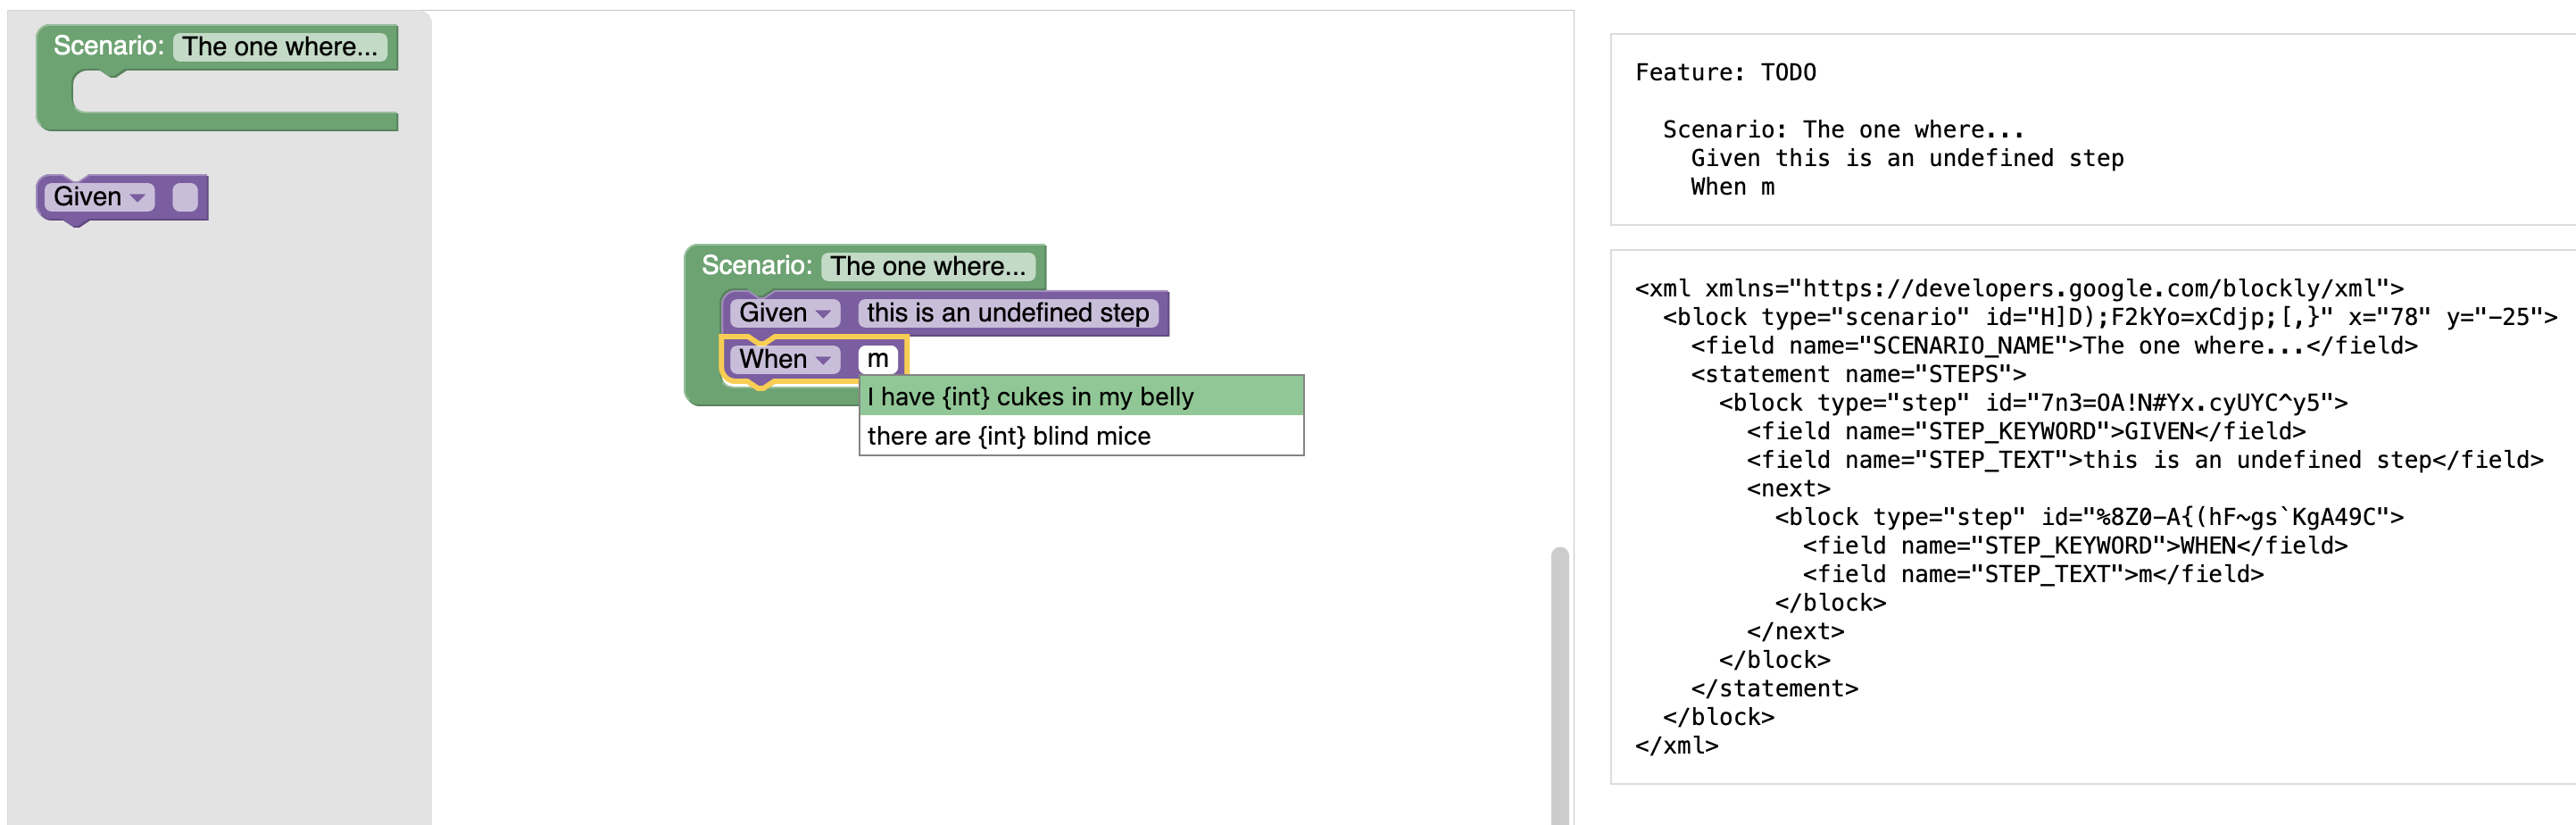 Scenario: The one where...
Given
Scenario: The one where...
Given this is an undefined step
When m
I have {int} cukes in my belly
there are {int} blind mice
Feature: TODO
Scenario: The one where...
Given this is an undefined step
When m
<xml xmlns="https://developers.google.com/blockly/xml">
<block type="scenario" id="H]D);F2kYo=xCdjp;[,}" x="78" y="-25">
<field name="SCENARIO_NAME">The one where...</field>
<statement name="STEPS">
<block type="step" id="7n3=OA!N#Yx.cyUYC^y5">
<field name="STEP_KEYWORD">GIVEN</field>
<field name="STEP_TEXT">this is an undefined step</field>
<next>
<block type="step" id="%8Z0-A{(hF~gs`KgA49C">
<field name="STEP_KEYWORD">WHEN</field>
<field name="STEP_TEXT">m</field>
</block>
</next>
</block>
</statement>
</block>
</xml>